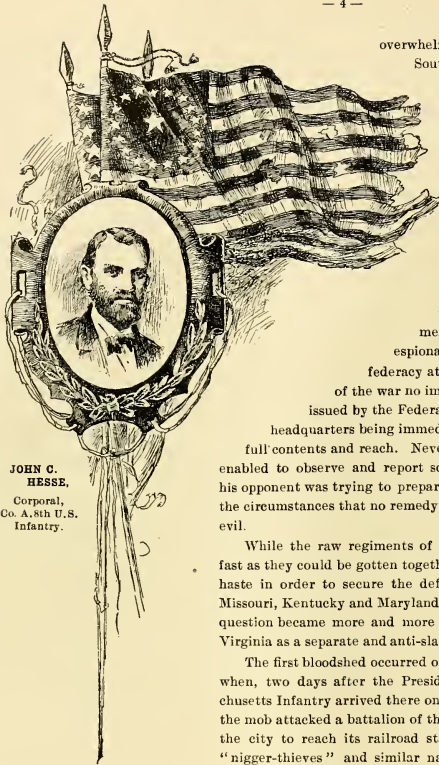 — 4 —
overwhel
Sou
me
espiona
federacy at
of the war no im
issued by the Federa
headquarters being immed
full contents and reach. Neve
enabled to observe and report so
his opponent was trying to prepar
the circumstances that no remedy
evil.
JOHN C.
HESSE,
Corporal,
Co. A. 8th U.S.
Infantry.
While the raw regiments of
fast as they could be gotten togeth
haste in order to secure the def
Missouri, Kentucky and Maryland
question became more and more
Virginia as a separate and anti-sla
The first bloodshed occurred o
when, two days after the Presid
chusetts Infantry arrived there on
the mob attacked a battalion of th
the city to reach its railroad st
"nigger-thieves" and similar na